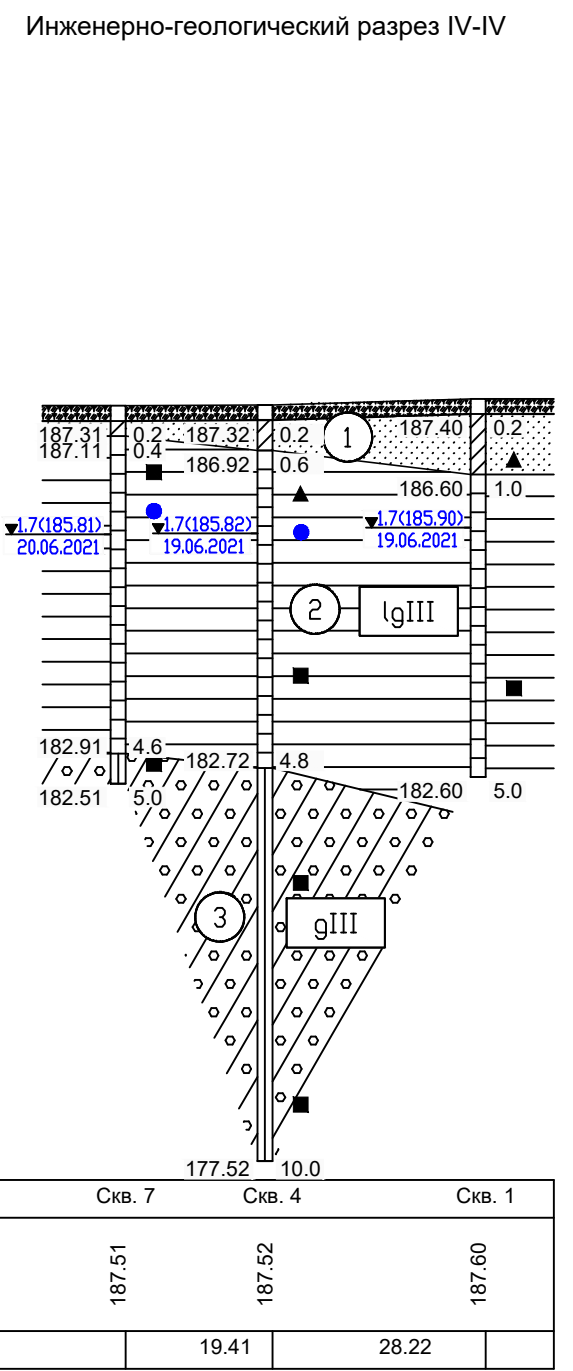 Инженерно-геологический разрез IV-IV
187.31 0.2 187.32 0.2 1 187.40 0.2
187.11 0.4 186.92 0.6
186.60 1.0
1.7(185.81) 1.7(185.82) 1.7(185.90)
20.06.2021 19.06.2021 19.06.2021
2 lgIII
182.91 4.6 182.72 4.8
182.51 5.0 182.60 5.0
3 gIII
177.52 10.0
Скв. 7 Скв. 4 Скв. 1
187.51 187.52 187.60
19.41 28.22